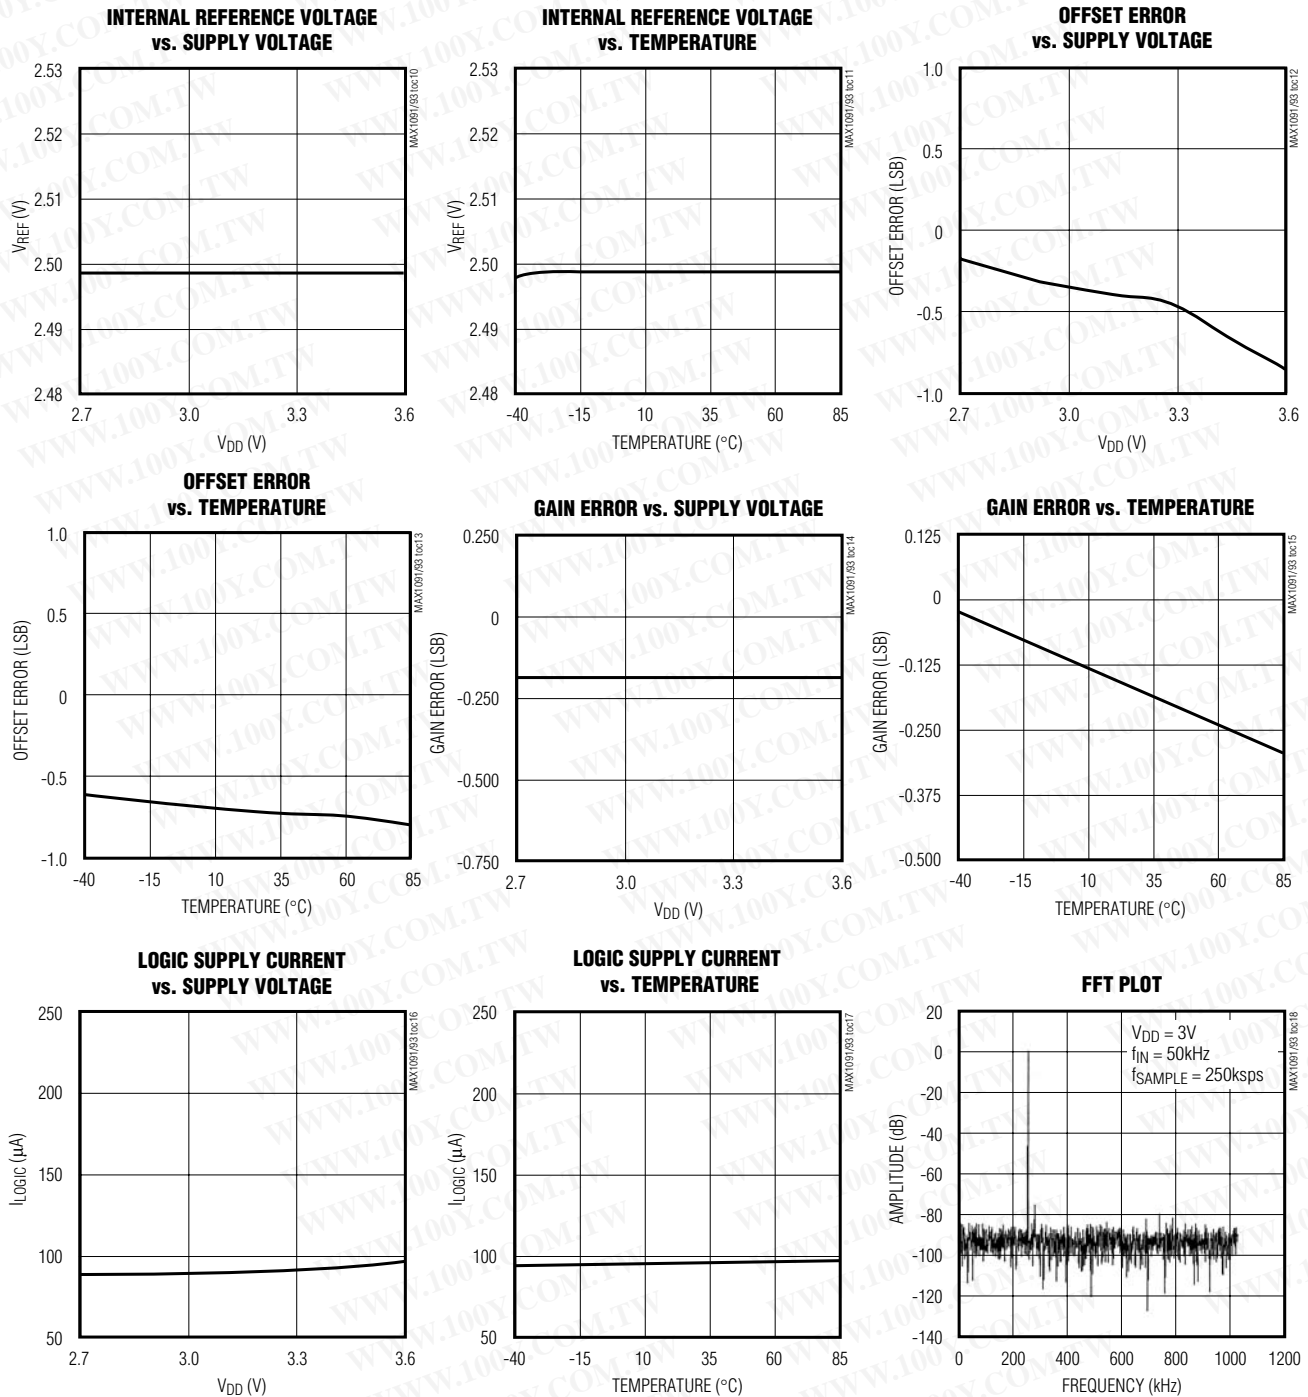 INTERNAL REFERENCE VOLTAGE
vs. SUPPLY VOLTAGE
2.53
2.52
2.51
2.50
2.49
2.48
VREF (V)
2.7 3.0 3.3 3.6
VDD (V)
MAX1091/93 toc10
INTERNAL REFERENCE VOLTAGE
vs. TEMPERATURE
2.53
2.52
2.51
2.50
2.49
2.48
VREF (V)
-40 -15 10 35 60 85
TEMPERATURE (°C)
MAX1091/93 toc11
OFFSET ERROR
vs. SUPPLY VOLTAGE
1.0
0.5
0
-0.5
-1.0
OFFSET ERROR (LSB)
2.7 3.0 3.3 3.6
VDD (V)
MAX1091/93 toc12
OFFSET ERROR
vs. TEMPERATURE
1.0
0.5
0
-0.5
-1.0
OFFSET ERROR (LSB)
-40 -15 10 35 60 85
TEMPERATURE (°C)
MAX1091/93 toc13
GAIN ERROR vs. SUPPLY VOLTAGE
0.250
0
-0.250
-0.500
-0.750
GAIN ERROR (LSB)
2.7 3.0 3.3 3.6
VDD (V)
MAX1091/93 toc14
GAIN ERROR vs. TEMPERATURE
0.125
0
-0.125
-0.250
-0.375
-0.500
GAIN ERROR (LSB)
-40 -15 10 35 60 85
TEMPERATURE (°C)
MAX1091/93 toc15
LOGIC SUPPLY CURRENT
vs. SUPPLY VOLTAGE
250
200
150
100
50
ILOGIC (µA)
2.7 3.0 3.3 3.6
VDD (V)
MAX1091/93 toc16
LOGIC SUPPLY CURRENT
vs. TEMPERATURE
250
200
150
100
50
ILOGIC (µA)
-40 -15 10 35 60 85
TEMPERATURE (°C)
MAX1091/93 toc17
FFT PLOT
20
0
-20
-40
-60
-80
-100
-120
-140
AMPLITUDE (dB)
VDD = 3V
fIN = 50kHz
fSAMPLE = 250ksps
0 200 400 600 800 1000 1200
FREQUENCY (kHz)
MAX1091/93 toc18
WWW.100Y.COM.TW